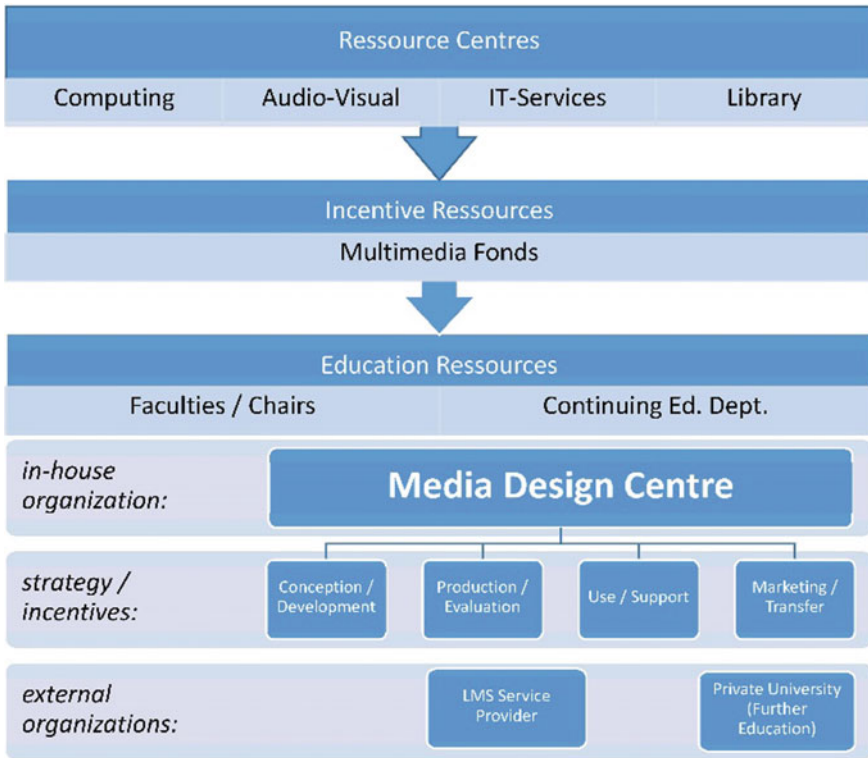 Ressource Centres
Computing Audio-Visual IT-Services Library
Incentive Ressources
Multimedia Fonds
Education Ressources
Faculties / Chairs Continuing Ed. Dept.
in-house
organization:
Media Design Centre
strategy /
incentives:
Conception /
Development
Production /
Evaluation
Use / Support
Marketing /
Transfer
external
organizations:
LMS Service
Provider
Private University
(Further
Education)